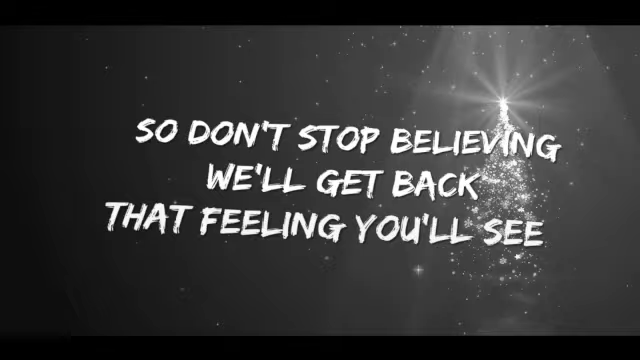 SO DON'T STOP BELIEVING
WE'LL GET BACK
THAT FEELING YOU'LL SEE